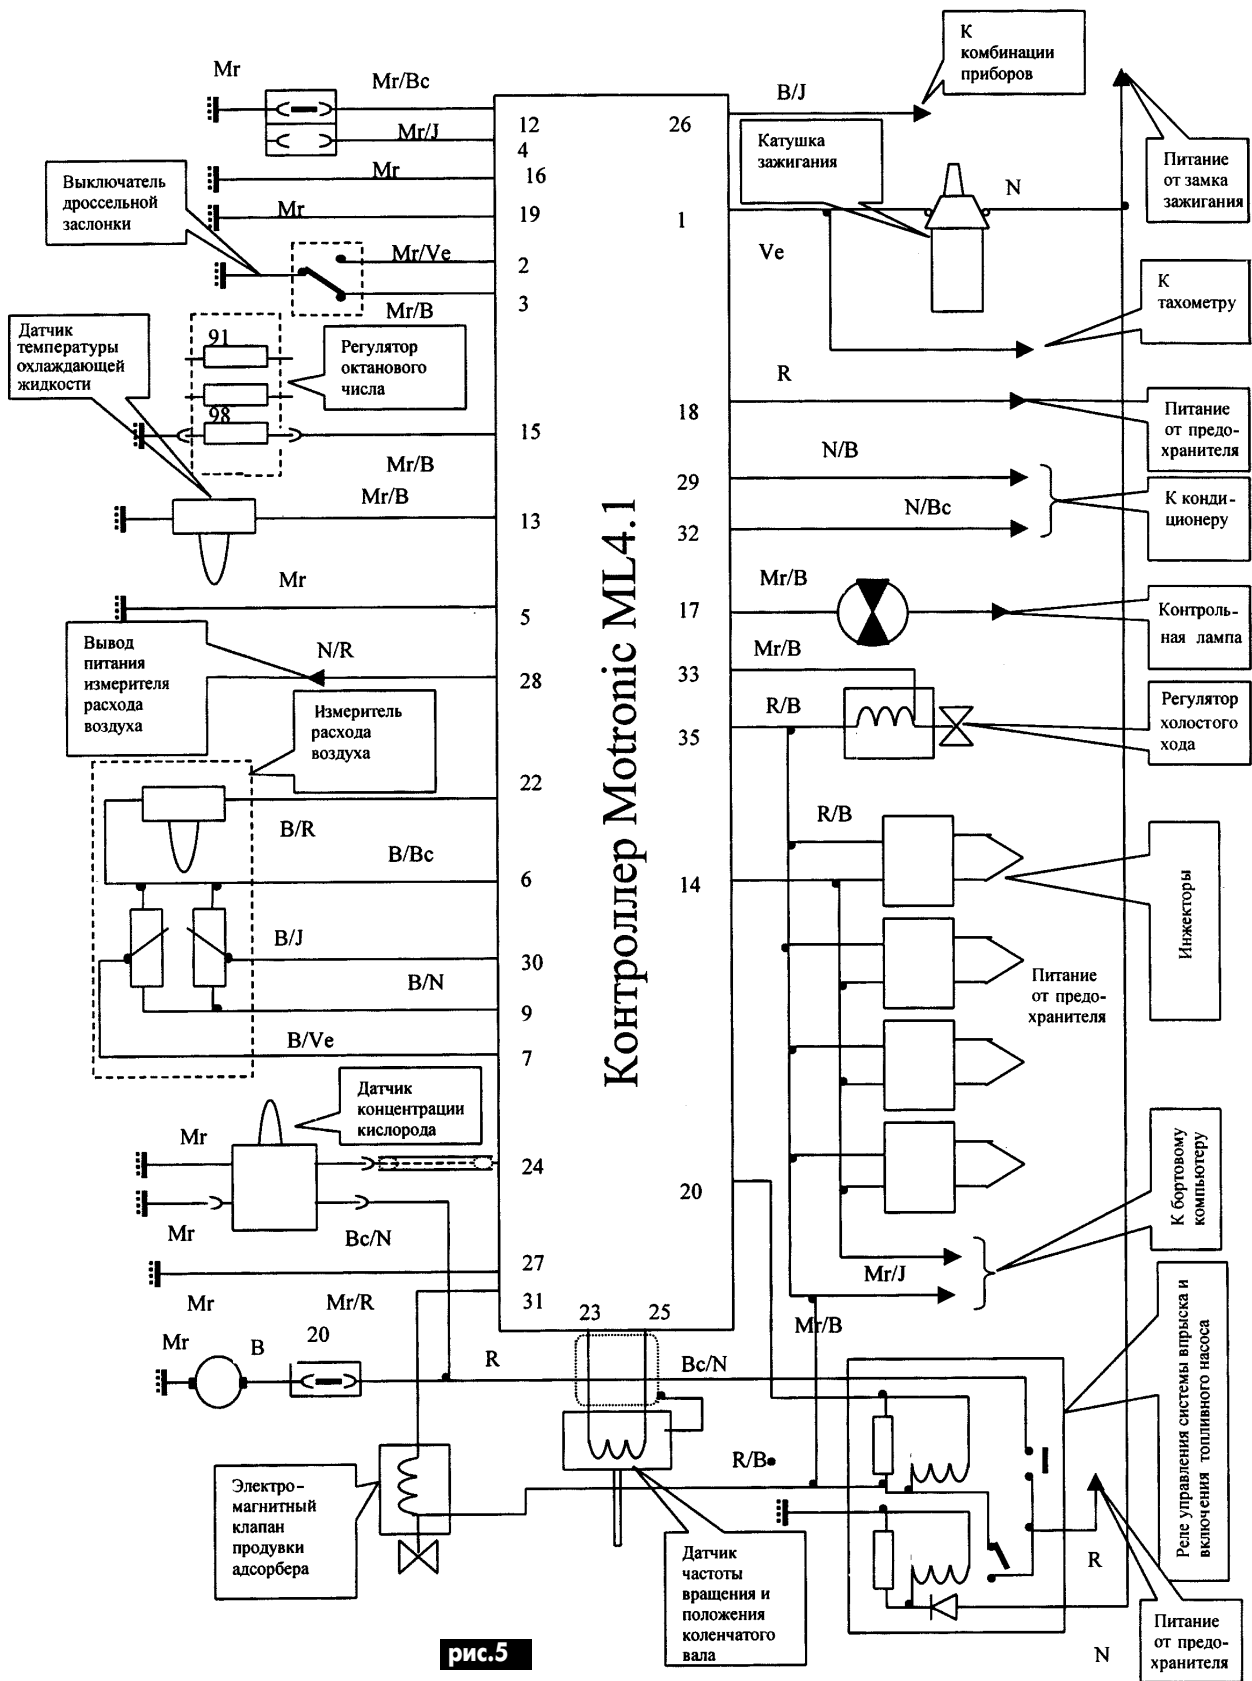 К
комбинации
приборов
Mr
Mr/Bc
B/J
12
26
Mr/J
4
Катушка
зажигания
Питание
от замка
зажигания
Выключатель
дроссельной
заслонки
Mr
16
N
Mr
19
1
Mr/Ve
2
Ve
3
Mr/B
К
тахометру
Датчик
температуры
охлаждающей
жидкости
91
Регулятор
октанового
числа
98
R
18
15
Питание
от предо-
хранителя
Mr/B
N/B
29
Mr/B
13
N/Bc
32
К конди-
ционеру
Контроллер Motronic ML4.1
Mr
5
Mr/B
17
Контроль-
ная лампа
Вывод
питания
измерителя
расхода
воздуха
N/R
28
Mr/B
33
Измеритель
расхода
воздуха
R/B
35
Регулятор
холостого
хода
22
B/R
R/B
B/Bc
6
14
Инжекторы
B/J
30
B/N
9
Питание
от предо-
хранителя
B/Ve
7
Датчик
концентрации
кислорода
Mr
24
20
К бортовому
компьютеру
Mr
Bc/N
27
Mr/J
31
Mr
Mr/R
23
25
Mr/B
Mr
B
20
R
Bc/N
Реле управления системы впрыска и
включения топливного насоса
R/B
Электро-
магнитный
клапан
продувки
адсорбера
Датчик
частоты
вращения и
положения
коленчатого
вала
R
N
Питание
от предо-
хранителя
рис.5